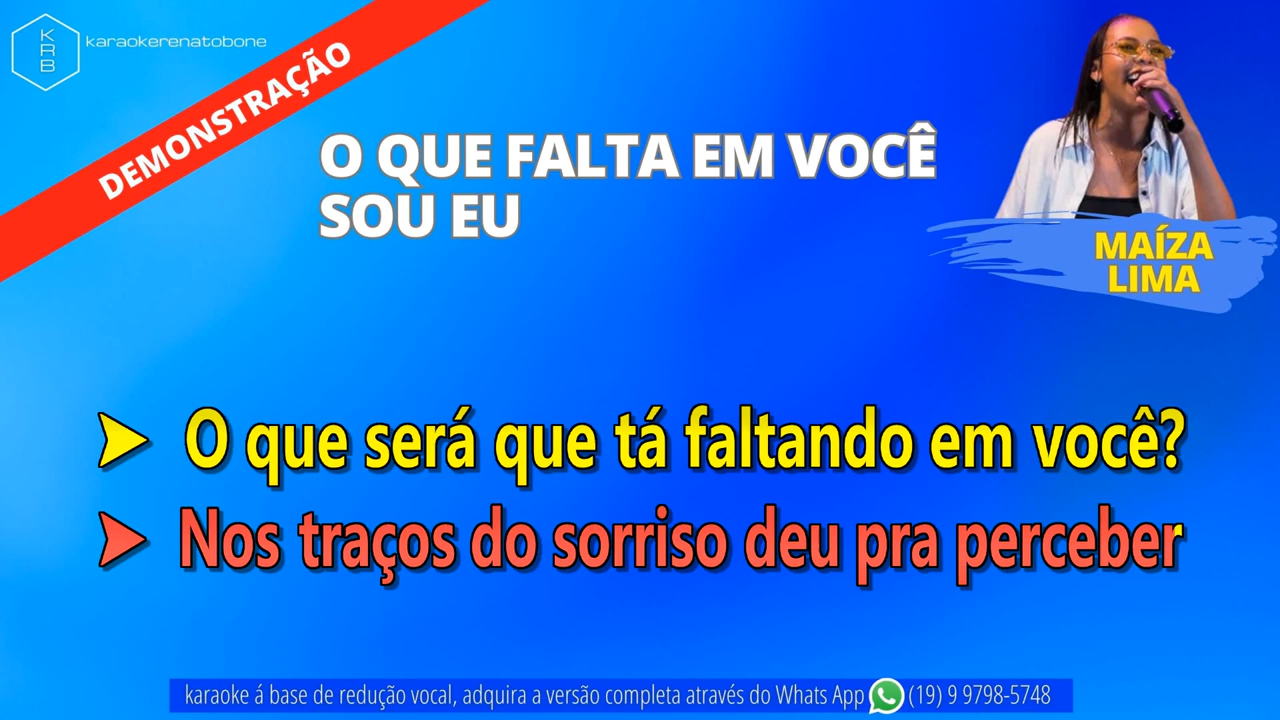 KRB
karaokerenatobone
DEMONSTRAÇÃO
O QUE FALTA EM VOCÊ
SOU EU
MAÍZA
LIMA
O que será que tá faltando em você?
Nos traços do sorriso deu pra perceber
karaoke á base de redução vocal, adquira a versão completa através do Whats App (19) 9 9798-5748